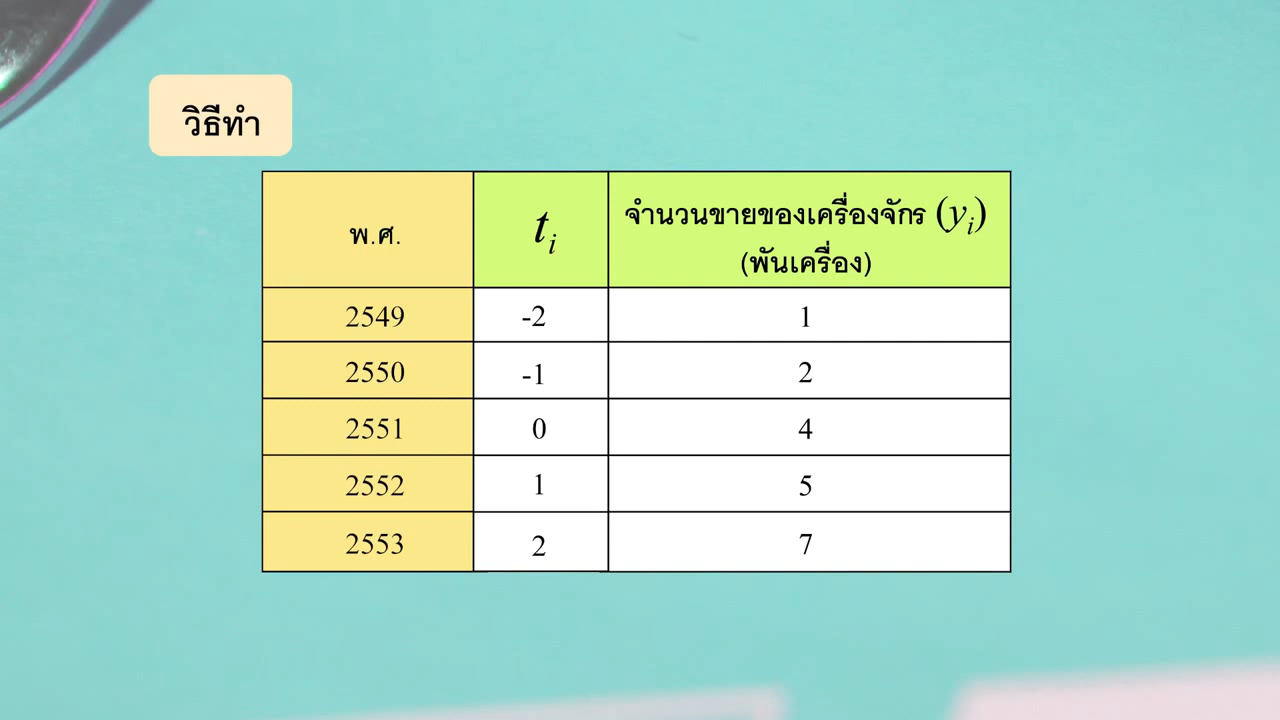 วิธีทำ
พ.ศ. t_i จำนวนขายของเครื่องจักร (y_i)
(พันเครื่อง)
2549 -2 1
2550 -1 2
2551 0 4
2552 1 5
2553 2 7